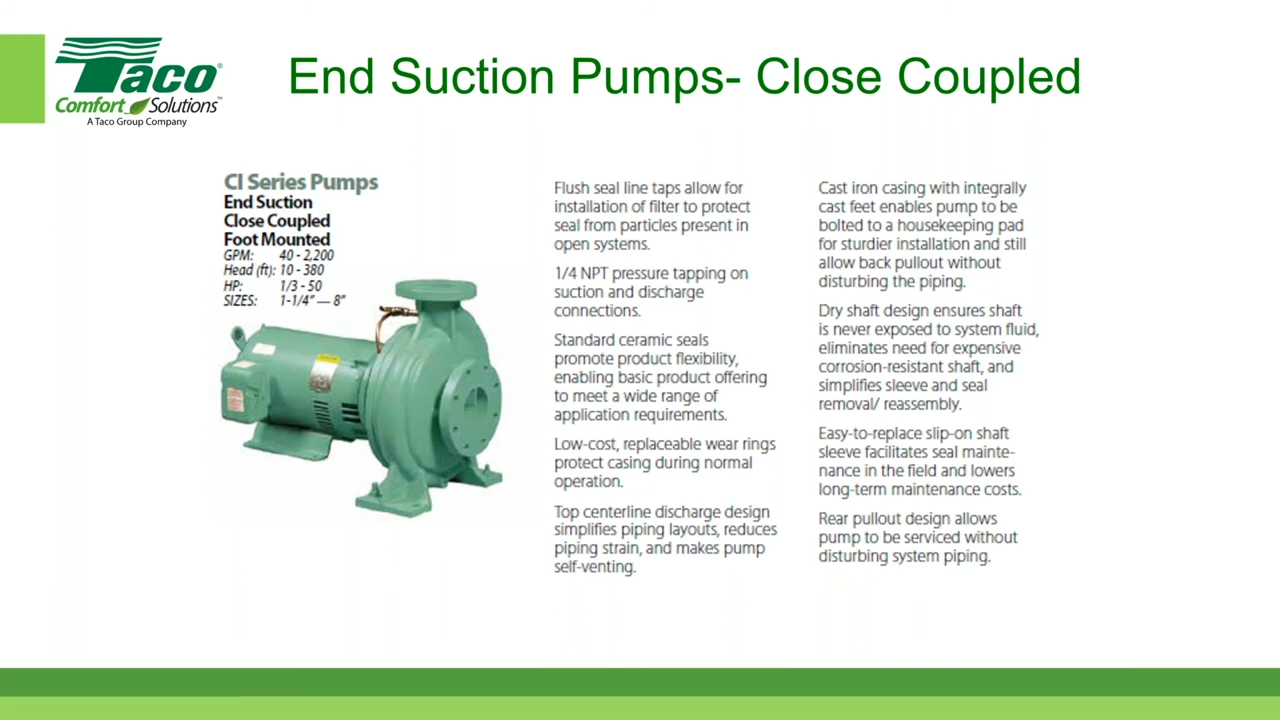 Taco®
Comfort Solutions™
A Taco Group Company
End Suction Pumps- Close Coupled
CI Series Pumps
End Suction
Close Coupled
Foot Mounted
GPM: 40 - 2,200
Head (ft): 10 - 380
HP: 1/3 - 50
SIZES: 1-1/4” — 8”
Flush seal line taps allow for
installation of filter to protect
seal from particles present in
open systems.
1/4 NPT pressure tapping on
suction and discharge
connections.
Standard ceramic seals
promote product flexibility,
enabling basic product offering
to meet a wide range of
application requirements.
Low-cost, replaceable wear rings
protect casing during normal
operation.
Top centerline discharge design
simplifies piping layouts, reduces
piping strain, and makes pump
self-venting.
Cast iron casing with integrally
cast feet enables pump to be
bolted to a housekeeping pad
for sturdier installation and still
allow back pullout without
disturbing the piping.
Dry shaft design ensures shaft
is never exposed to system fluid,
eliminates need for expensive
corrosion-resistant shaft, and
simplifies sleeve and seal
removal/ reassembly.
Easy-to-replace slip-on shaft
sleeve facilitates seal mainte-
nance in the field and lowers
long-term maintenance costs.
Rear pullout design allows
pump to be serviced without
disturbing system piping.